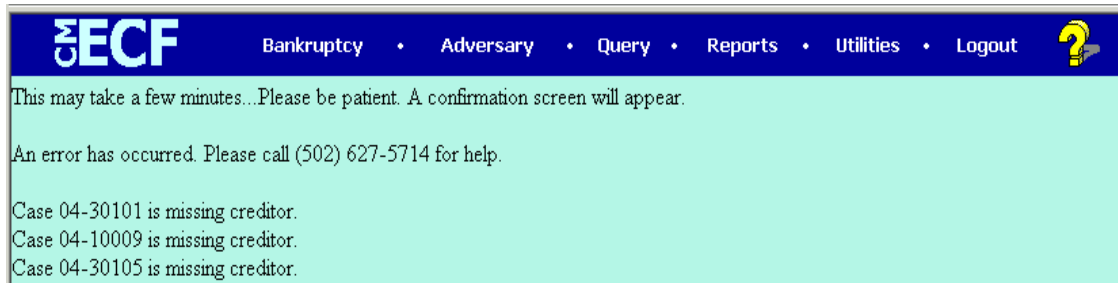 CM ECF Bankruptcy • Adversary • Query • Reports • Utilities • Logout ?
This may take a few minutes...Please be patient. A confirmation screen will appear.
An error has occurred. Please call (502) 627-5714 for help.
Case 04-30101 is missing creditor.
Case 04-10009 is missing creditor.
Case 04-30105 is missing creditor.